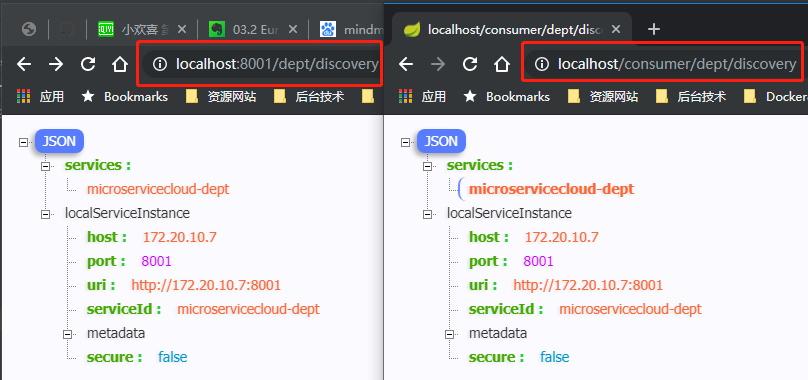 小欢喜
03.2 Eur
mindm
localhost:8001/dept/discovery
应用
Bookmarks
资源网站
后台技术
JSON
services :
microservicecloud-dept
localServiceInstance
host : 172.20.10.7
port : 8001
uri : http://172.20.10.7:8001
serviceId : microservicecloud-dept
metadata
secure : false
localhost/consumer/dept/disc
localhost/consumer/dept/discovery
应用
Bookmarks
资源网站
后台技术
Docker
JSON
services :
microservicecloud-dept
localServiceInstance
host : 172.20.10.7
port : 8001
uri : http://172.20.10.7:8001
serviceId : microservicecloud-dept
metadata
secure : false